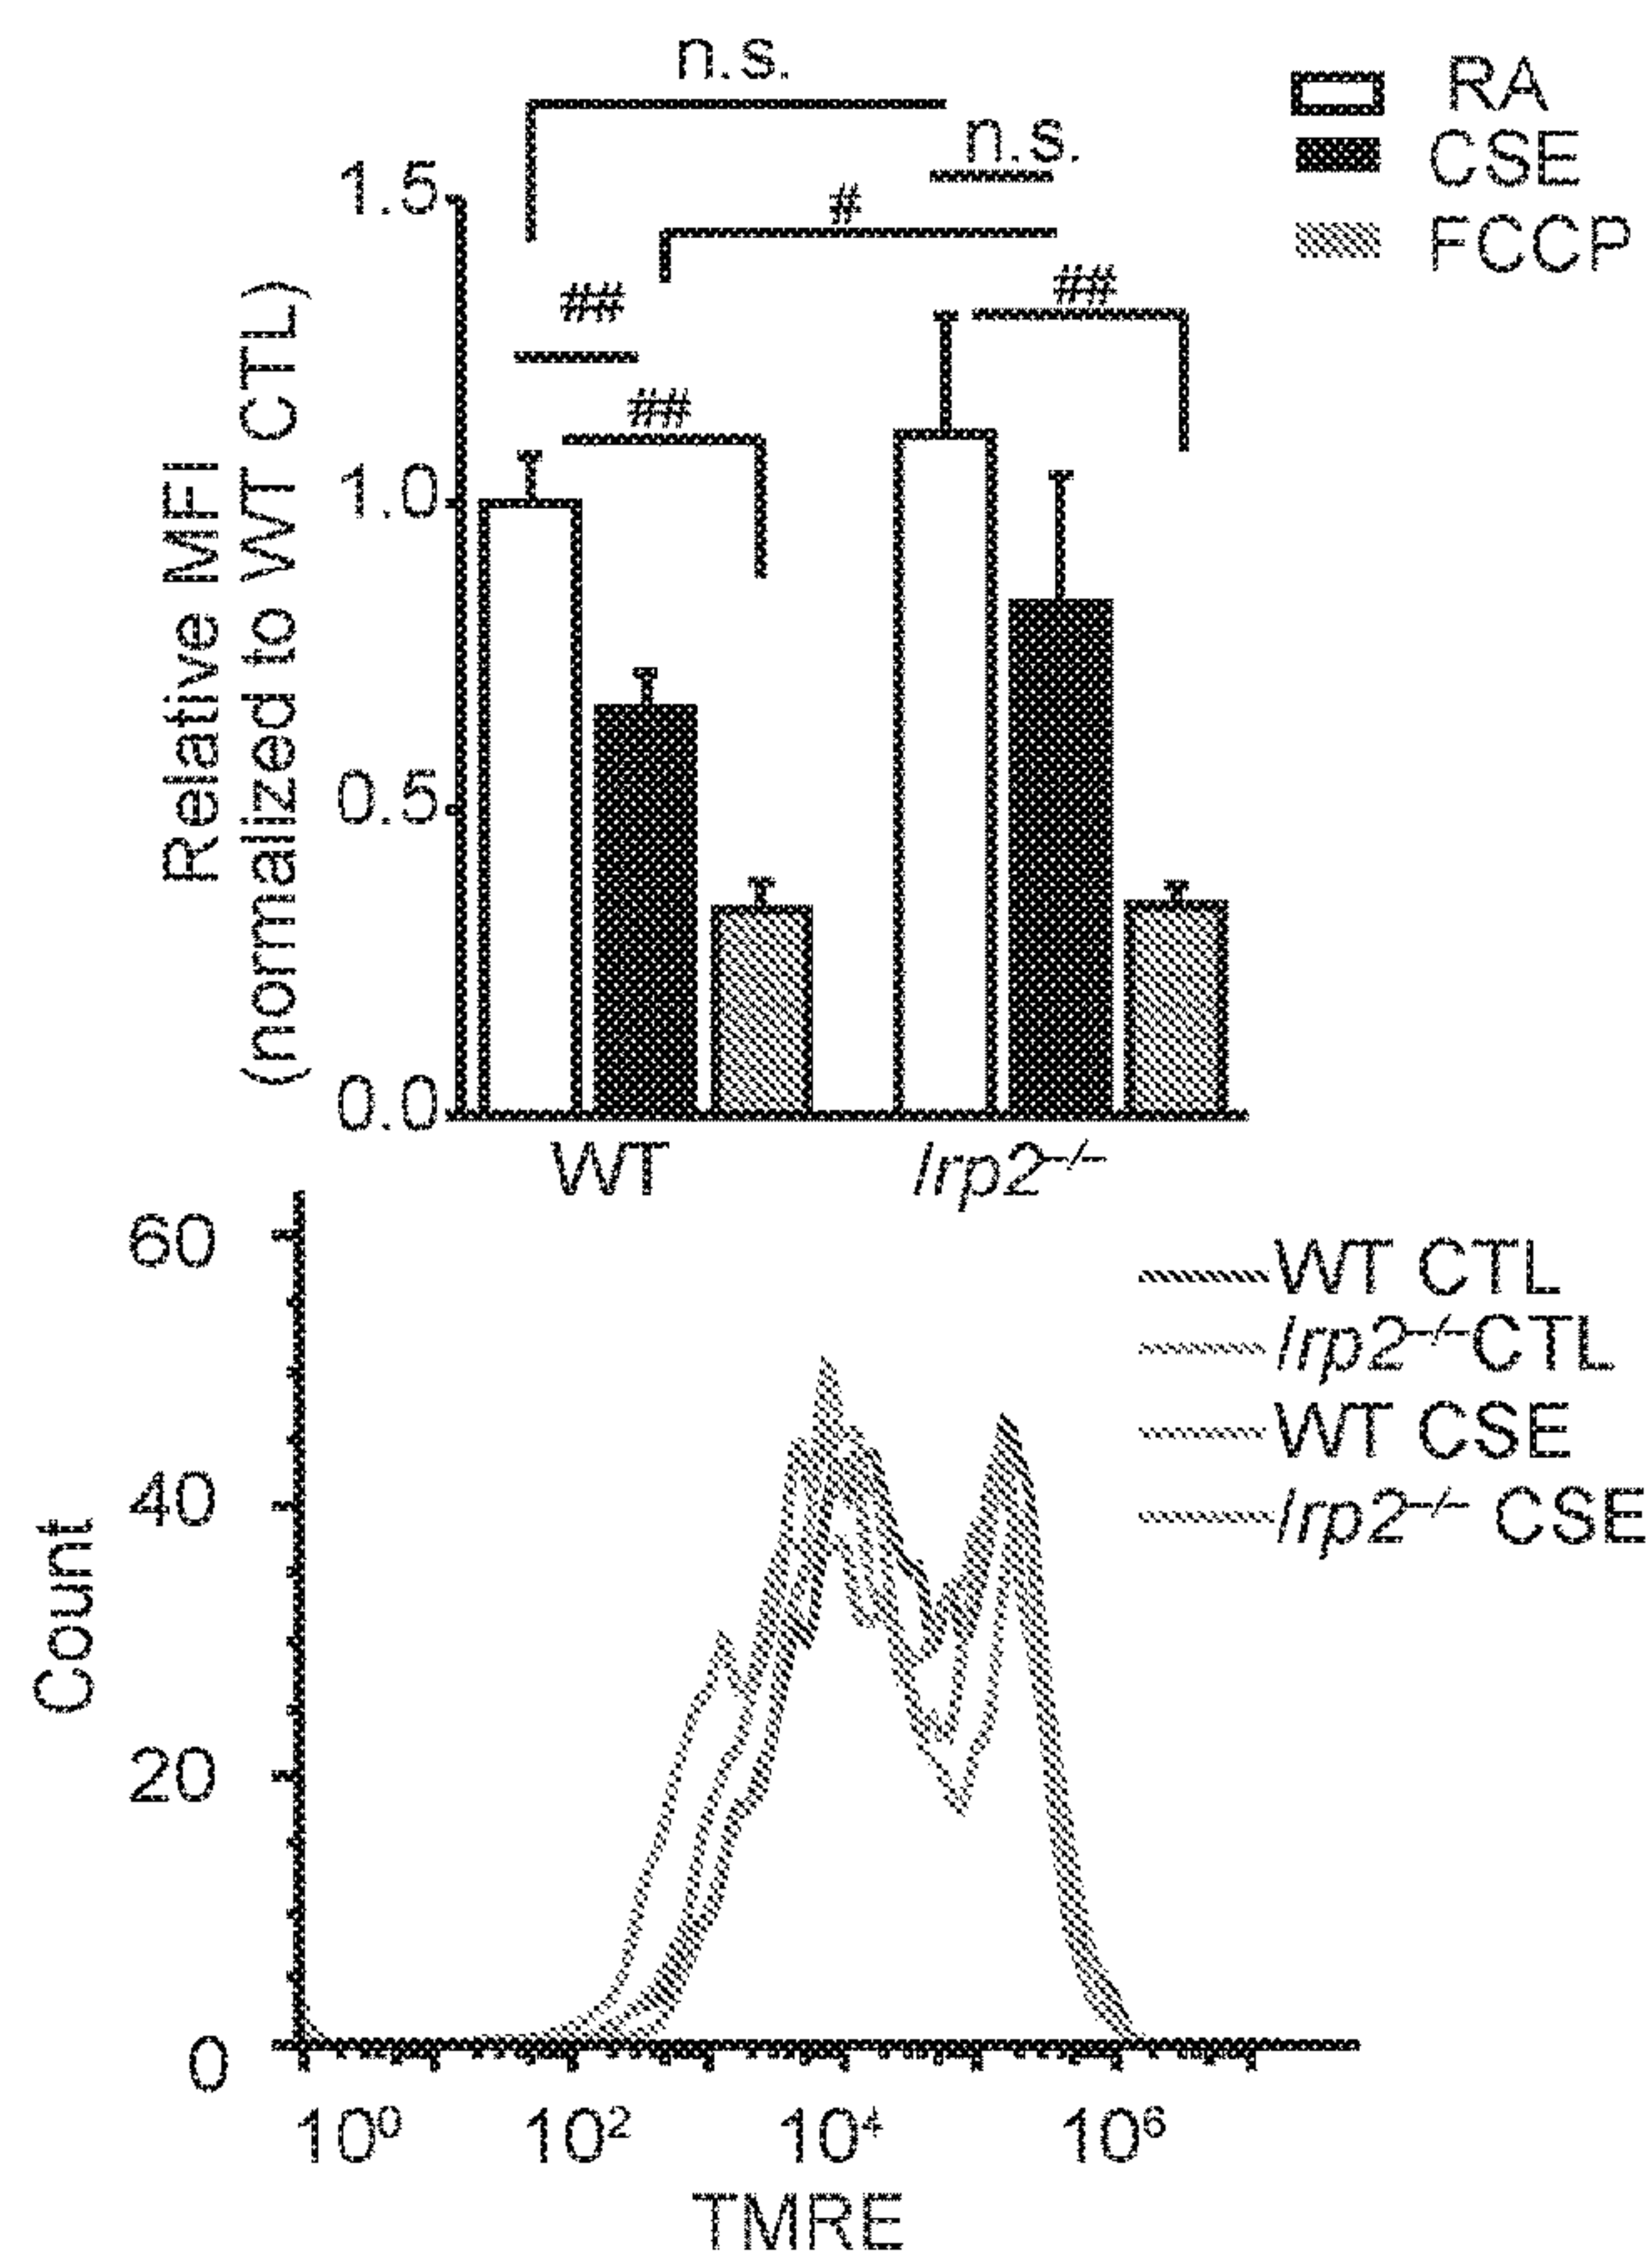 n.s.
n.s.
#
##
##
##
RA
CSE
FCCP
1.5
1.0
0.5
0.0
Relative MFI
(normalized to WT CTL)
WT
Irp2⁻/⁻
60
40
20
0
Count
WT CTL
Irp2⁻/⁻CTL
WT CSE
Irp2⁻/⁻ CSE
10⁰ 10² 10⁴ 10⁶
TMRE